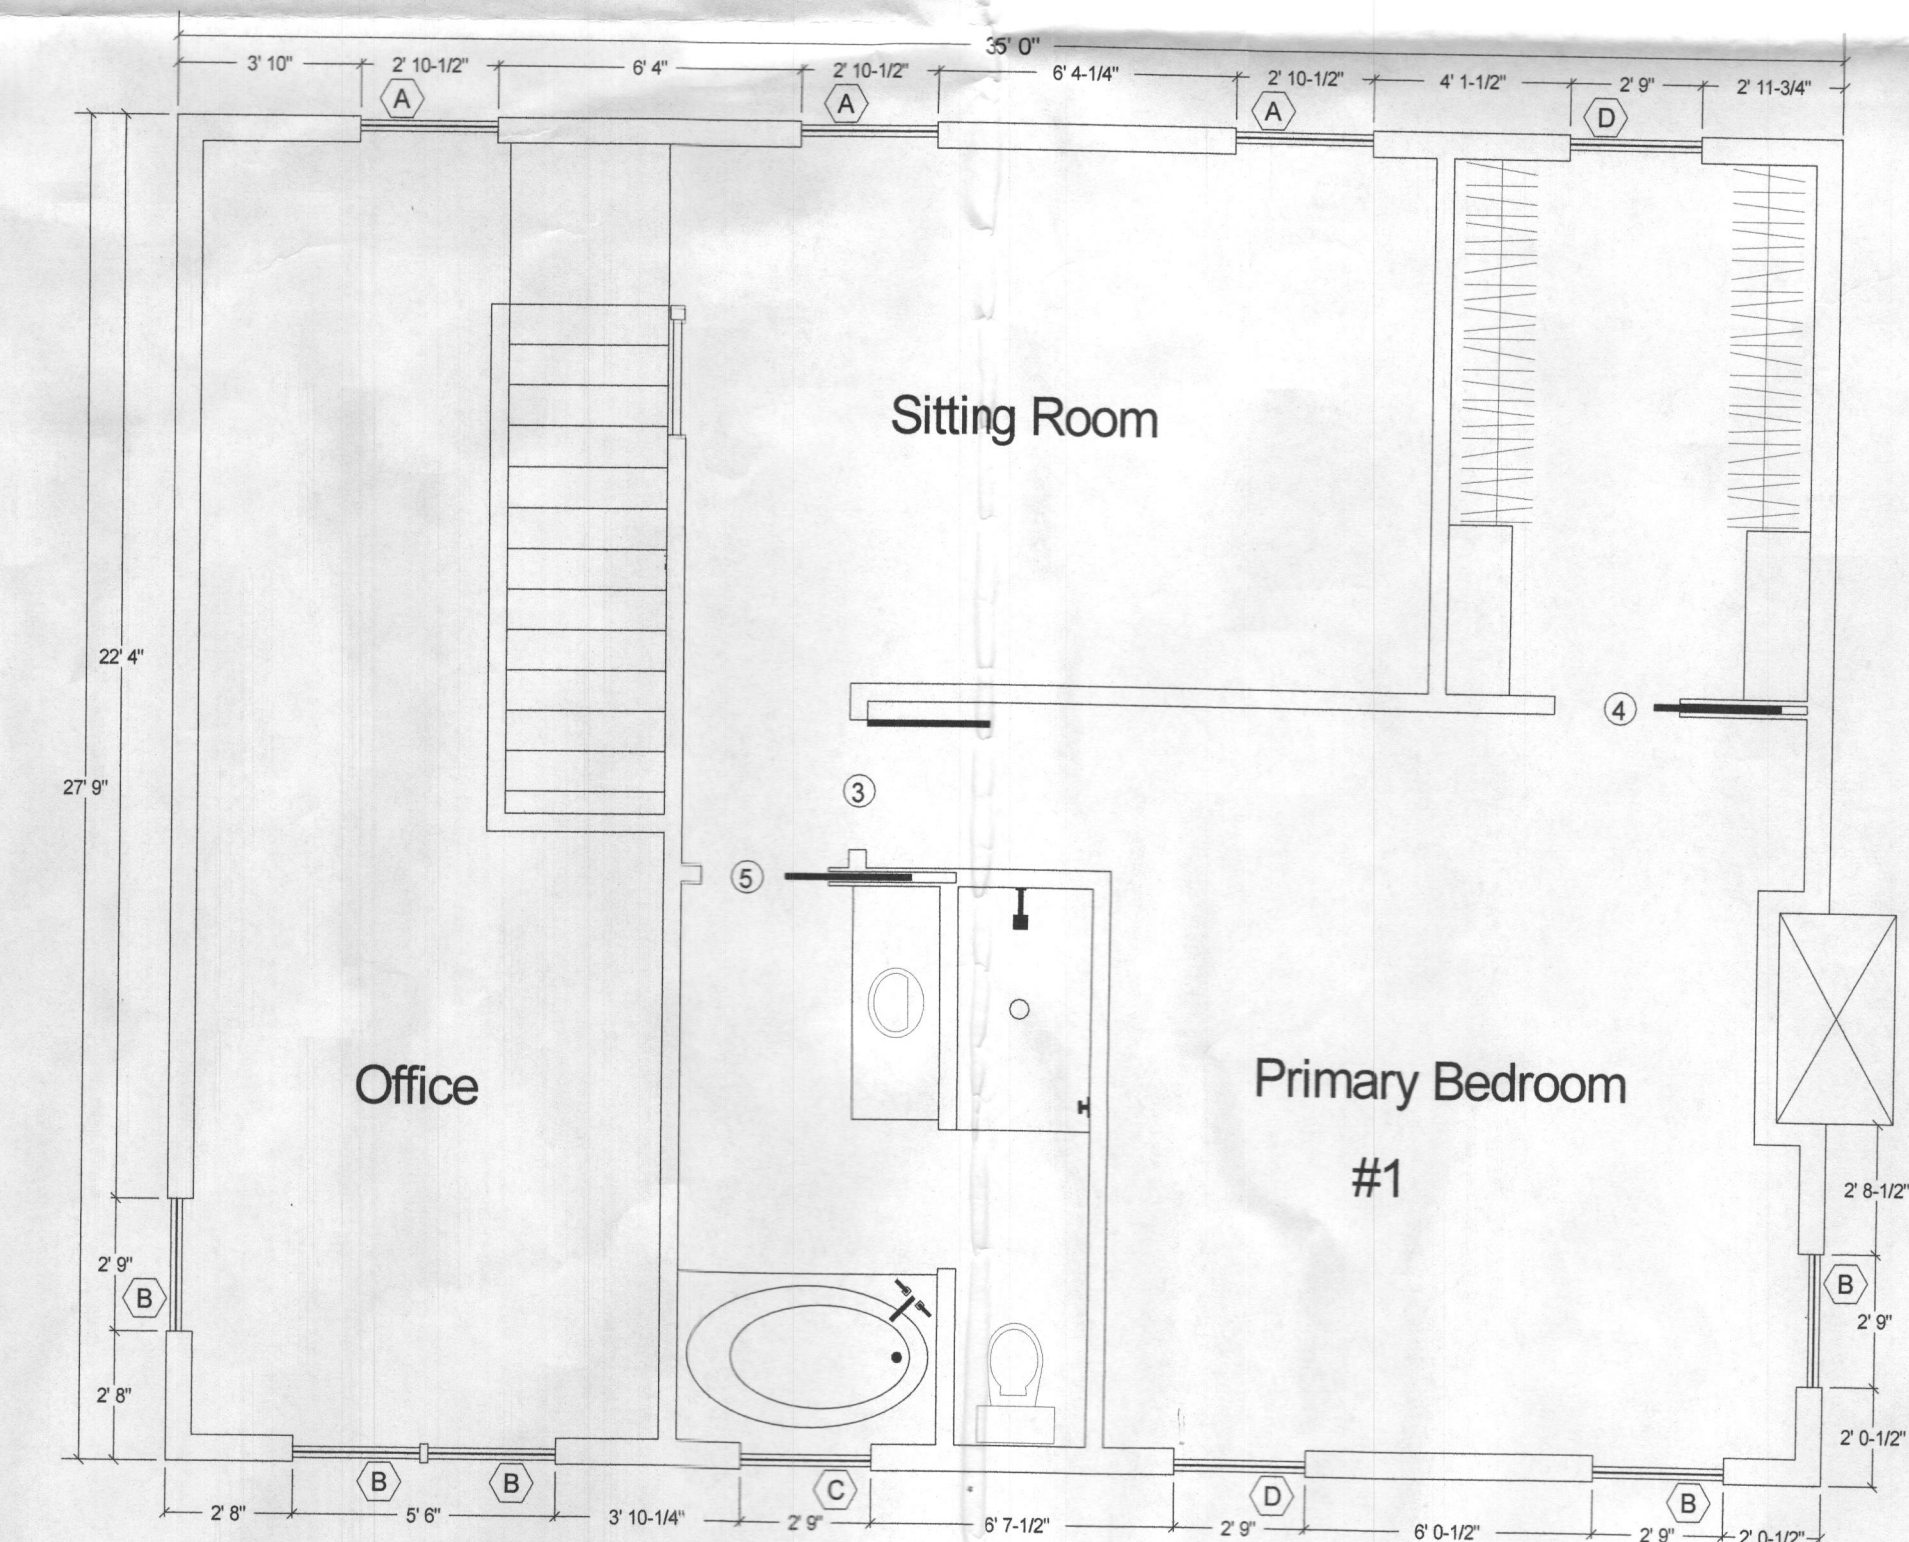 35' 0"
3' 10"
2' 10-1/2"
6' 4"
2' 10-1/2"
6' 4-1/4"
2' 10-1/2"
4' 1-1/2"
2' 9"
2' 11-3/4"
A
A
A
D
Sitting Room
22' 4"
27' 9"
4
3
5
Office
Primary Bedroom
#1
2' 8-1/2"
2' 9"
B
B
2' 9"
2' 8"
2' 0-1/2"
B
B
C
D
B
2' 8"
5' 6"
3' 10-1/4"
2' 9"
6' 7-1/2"
2' 9"
6' 0-1/2"
2' 9"
2' 0-1/2"